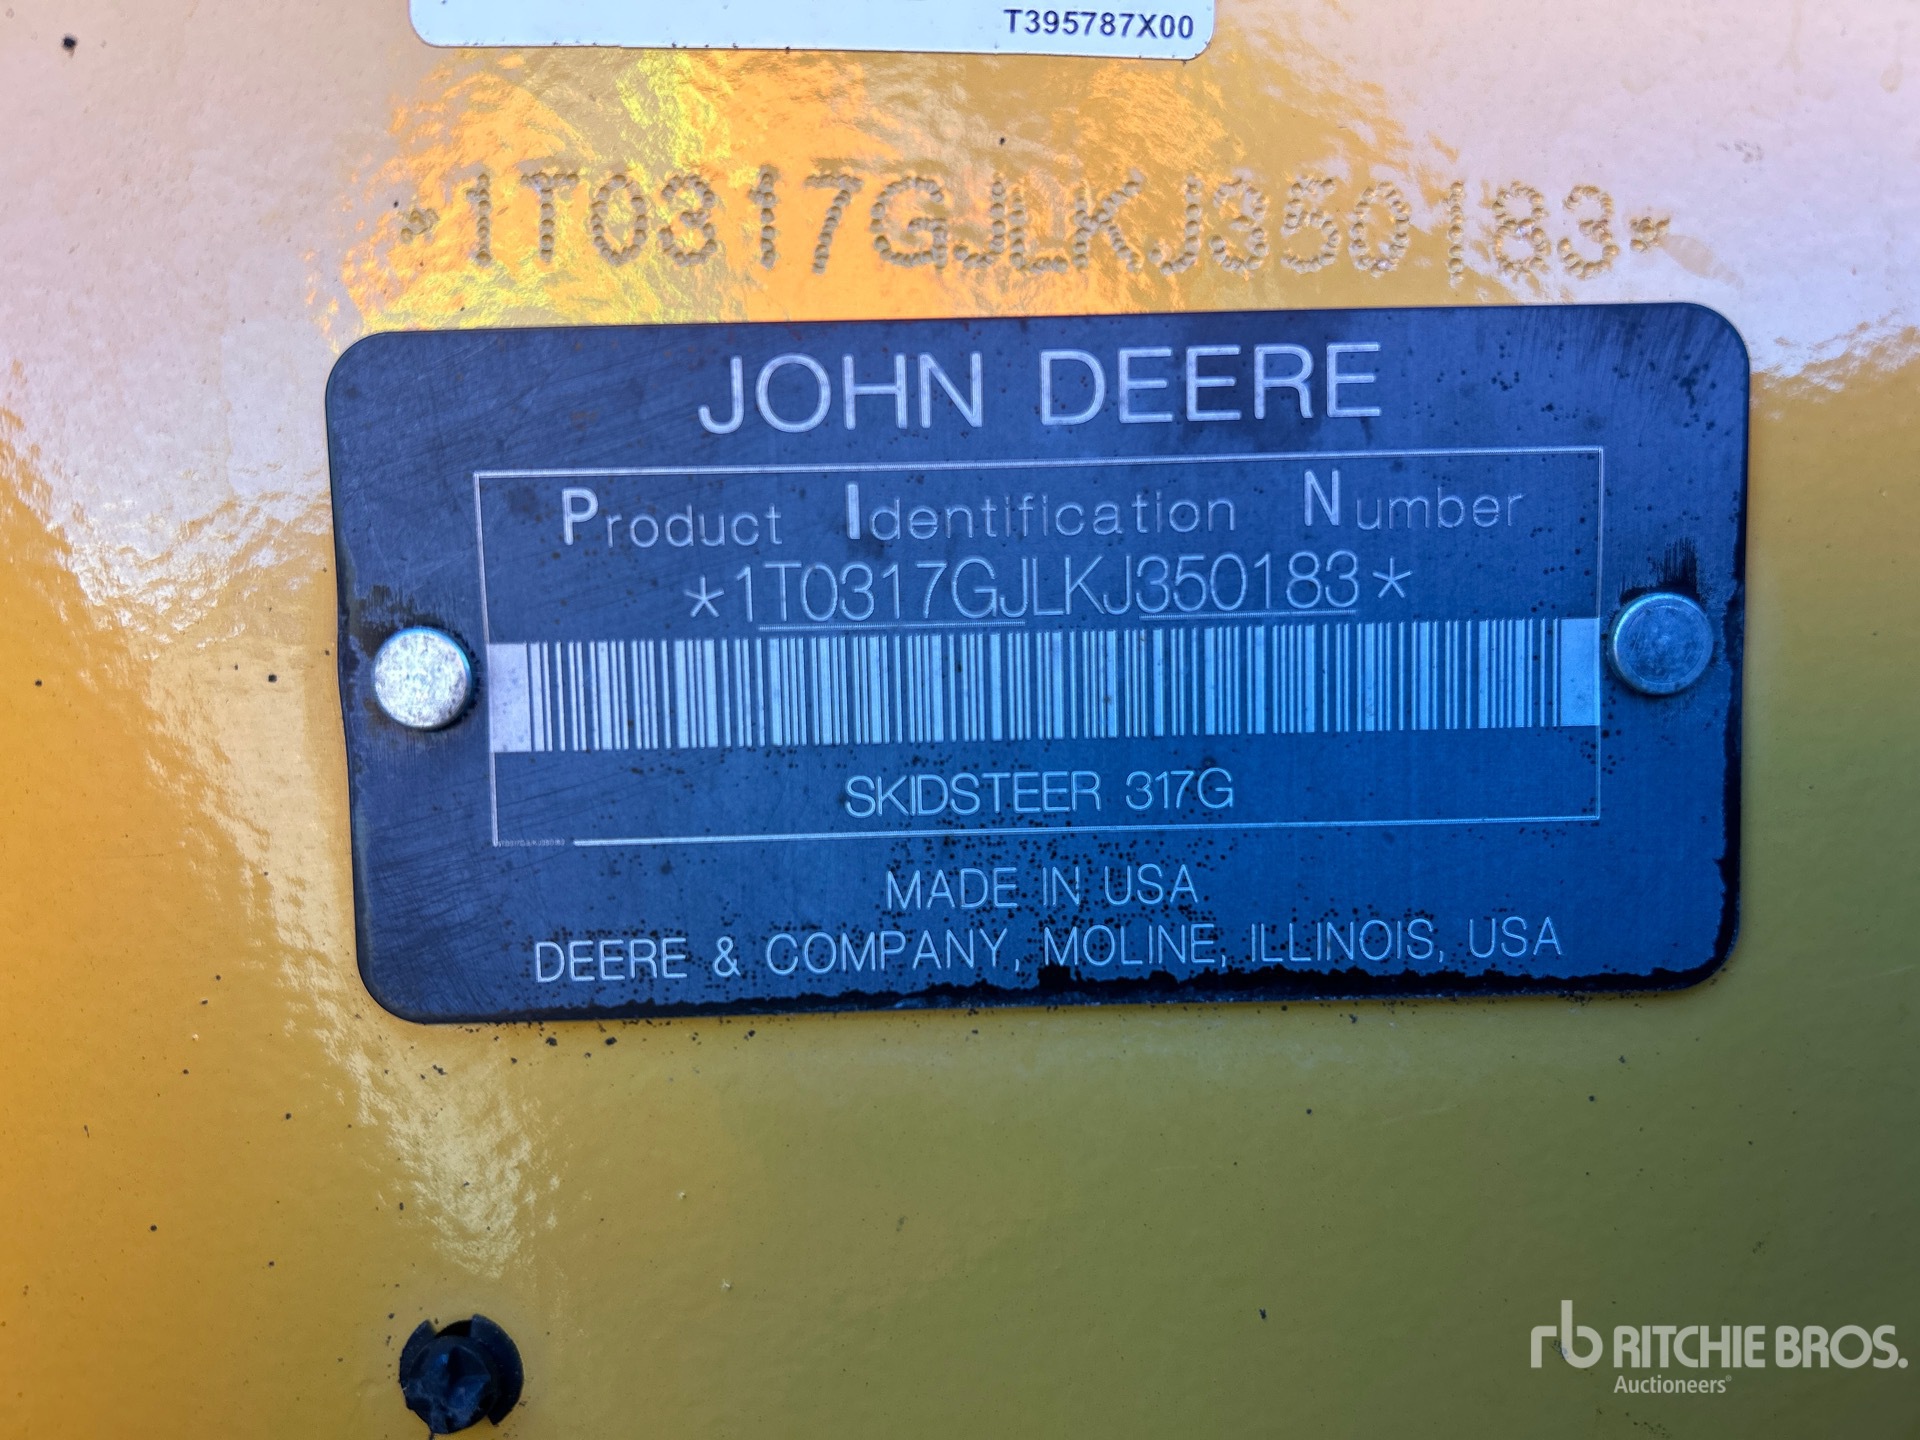 T395787X00
*1T0317GJLKJ350183*
JOHN DEERE
Product Identification Number
*1T0317GJLKJ350183*
SKIDSTEER 317G
MADE IN USA
DEERE & COMPANY, MOLINE, ILLINOIS, USA
rb RITCHIE BROS.
Auctioneers